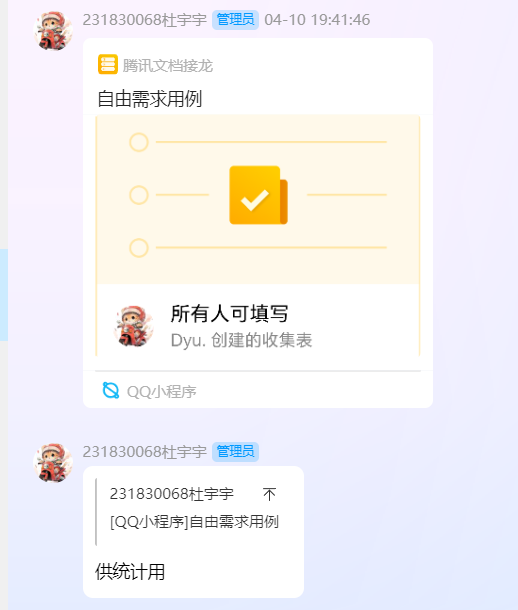 231830068杜宇宇 管理员 04-10 19:41:46
腾讯文档接龙
自由需求用例
所有人可填写
Dyu. 创建的收集表
QQ小程序
231830068杜宇宇 管理员
231830068杜宇宇
[QQ小程序]自由需求用例
供统计用